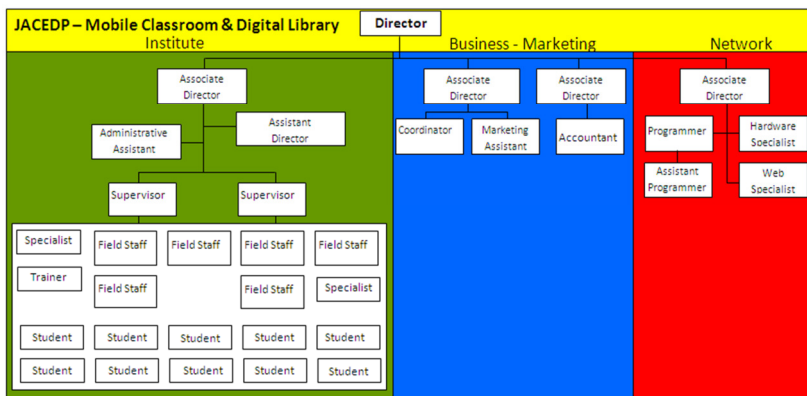 JACEDP – Mobile Classroom & Digital Library
Director
Institute
Business - Marketing
Network
Associate
Director
Associate
Director
Associate
Director
Associate
Director
Administrative
Assistant
Assistant
Director
Coordinator
Marketing
Assistant
Accountant
Programmer
Hardware
Specialist
Assistant
Programmer
Web
Specialist
Supervisor
Supervisor
Specialist
Field Staff
Field Staff
Field Staff
Field Staff
Trainer
Field Staff
Field Staff
Specialist
Student
Student
Student
Student
Student
Student
Student
Student
Student
Student